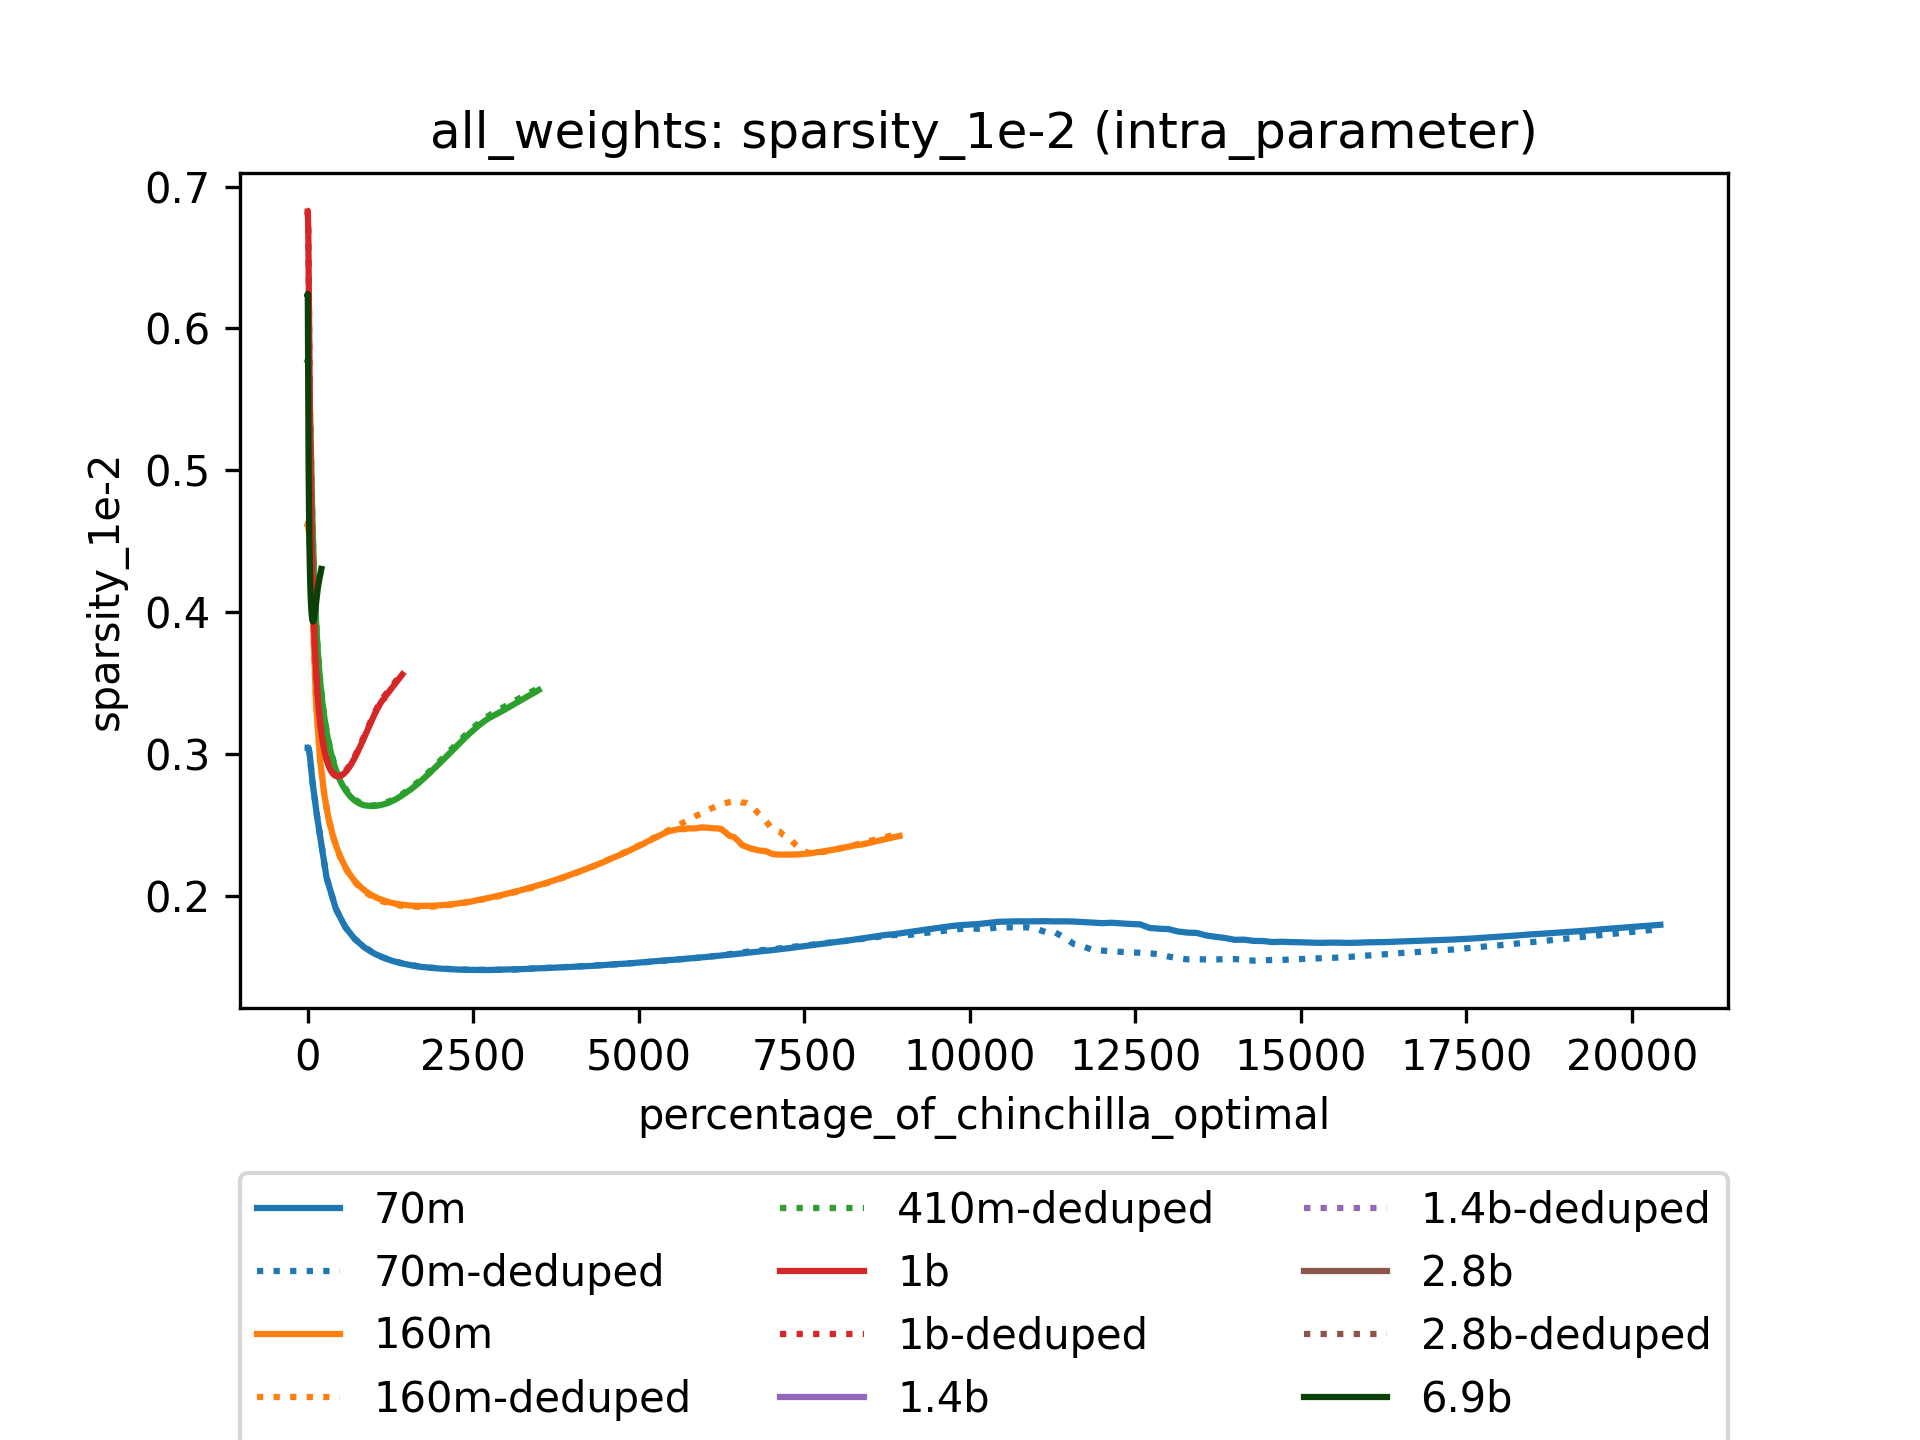 all_weights: sparsity_1e-2 (intra_parameter)
0.7
0.6
0.5
0.4
0.3
0.2
sparsity_1e-2
0 2500 5000 7500 10000 12500 15000 17500 20000
percentage_of_chinchilla_optimal
70m
70m-deduped
160m
160m-deduped
410m-deduped
1b
1b-deduped
1.4b
1.4b-deduped
2.8b
2.8b-deduped
6.9b